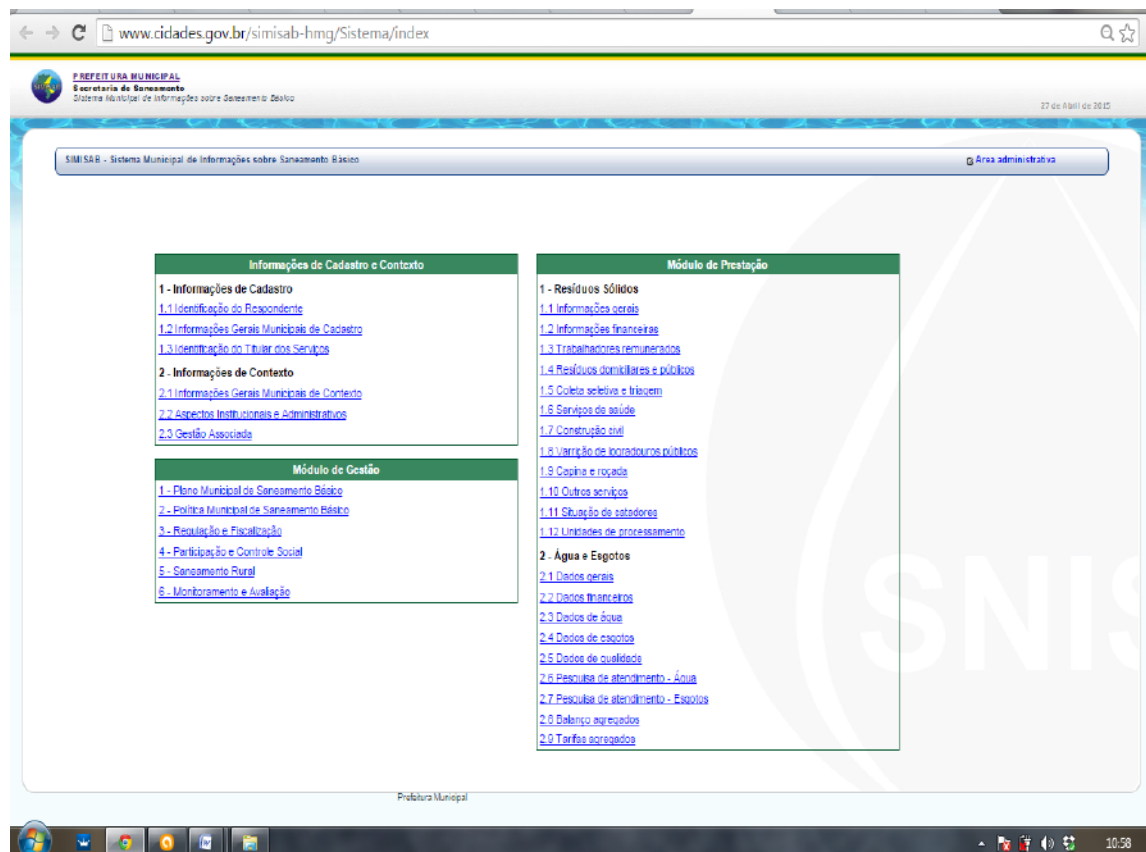 www.cidades.gov.br/simisab-hmg/Sistema/index
PREFEITURA MUNICIPAL
Secretaria de Saneamento
Sistema Municipal de Informações sobre Saneamento Básico
27 de Abril de 2015
SIMISAB - Sistema Municipal de Informações sobre Saneamento Básico
Area administrativa
Informações de Cadastro e Contexto
1 - Informações de Cadastro
1.1 Identificação do Respondente
1.2 Informações Gerais Municipais de Cadastro
1.3 Identificação do Titular dos Serviços
2 - Informações de Contexto
2.1 Informações Gerais Municipais de Contexto
2.2 Aspectos Institucionais e Administrativos
2.3 Gestão Associada
Módulo de Gestão
1 - Plano Municipal de Saneamento Básico
2 - Política Municipal de Saneamento Básico
3 - Regulação e Fiscalização
4 - Participação e Controle Social
5 - Saneamento Rural
6 - Monitoramento e Avaliação
Módulo de Prestação
1 - Resíduos Sólidos
1.1 Informações gerais
1.2 Informações financeiras
1.3 Trabalhadores remunerados
1.4 Resíduos domiciliares e públicos
1.5 Coleta seletiva e triagem
1.6 Serviços de saúde
1.7 Construção civil
1.8 Varrição de logradouros públicos
1.9 Capina e roçada
1.10 Outros serviços
1.11 Situação de catadores
1.12 Unidades de processamento
2 - Água e Esgotos
2.1 Dados gerais
2.2 Dados financeiros
2.3 Dados de água
2.4 Dados de esgotos
2.5 Dados de qualidade
2.6 Pesquisa de atendimento - Água
2.7 Pesquisa de atendimento - Esgotos
2.8 Balanço agregados
2.9 Tarifas agregados
SNIS
Prefeitura Municipal
10:58